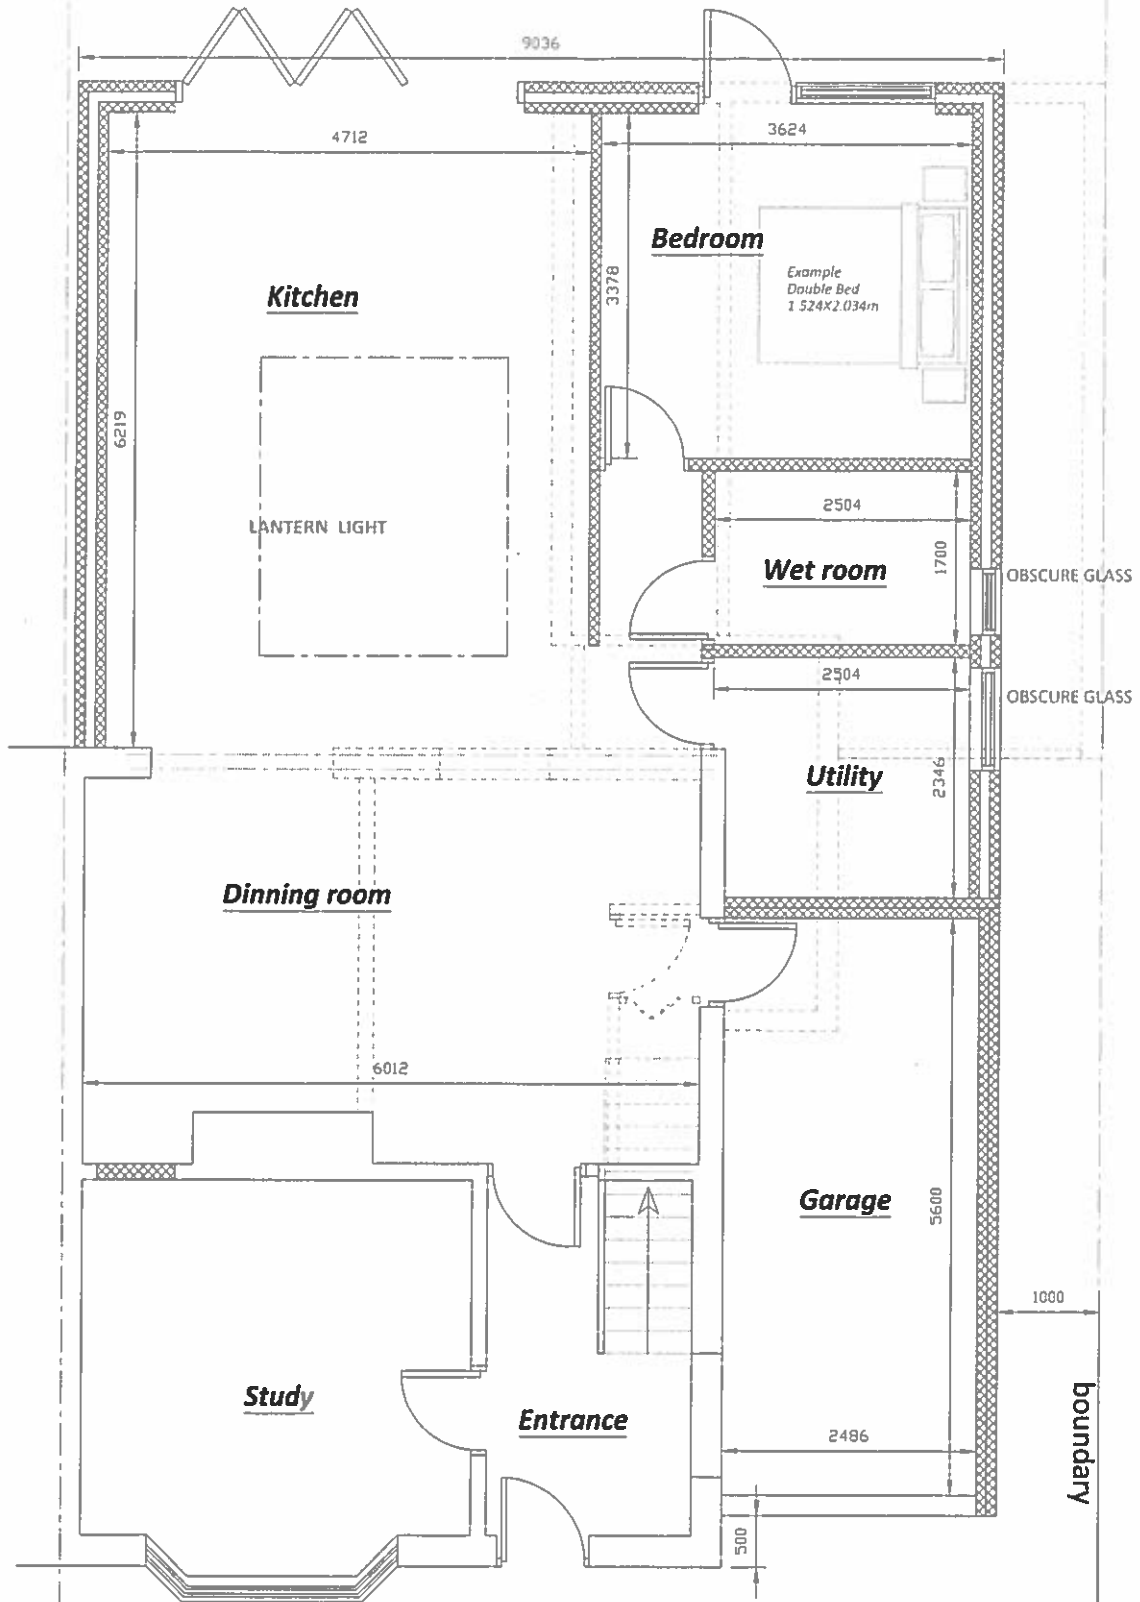 9036
4712
3624
Bedroom
3378
Example
Double Bed
1 524X2.034m
Kitchen
6219
LANTERN LIGHT
2504
1700
Wet room
OBSCURE GLASS
2504
OBSCURE GLASS
Utility
2346
Dinning room
6012
Garage
5600
1000
Study
Entrance
boundary
2486
500